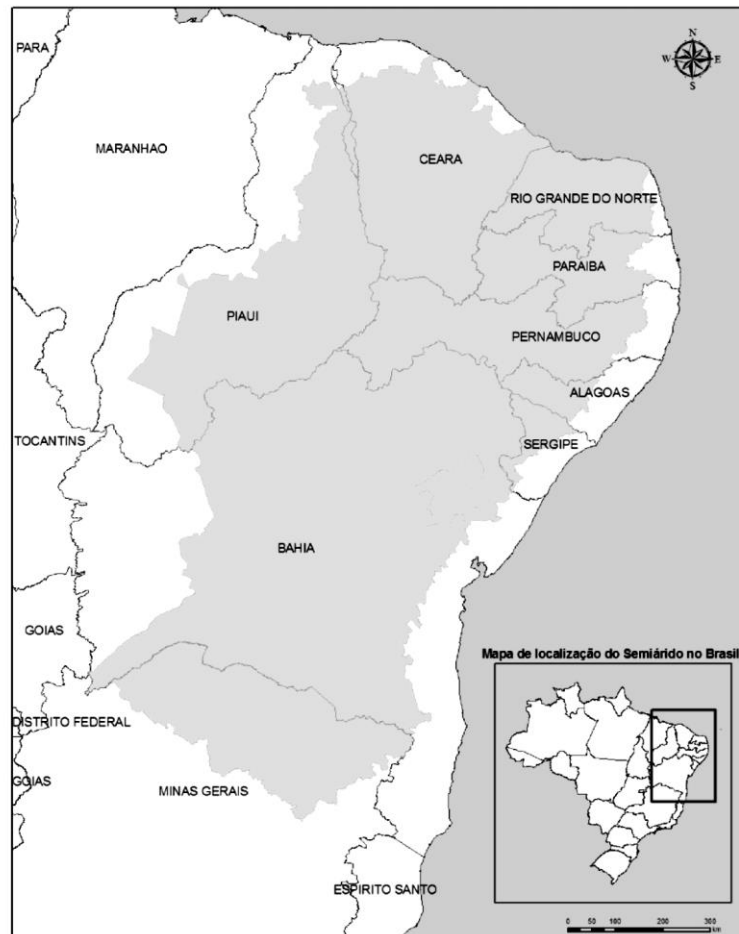 PARA
N
W E
S
MARANHAO
CEARA
RIO GRANDE DO NORTE
PARAIBA
PIAUI
PERNAMBUCO
ALAGOAS
TOCANTINS
SERGIPE
BAHIA
GOIAS
Mapa de localização do Semiárido no Brasil
DISTRITO FEDERAL
GOIAS
MINAS GERAIS
ESPIRITO SANTO
0 50 100 200 300
km